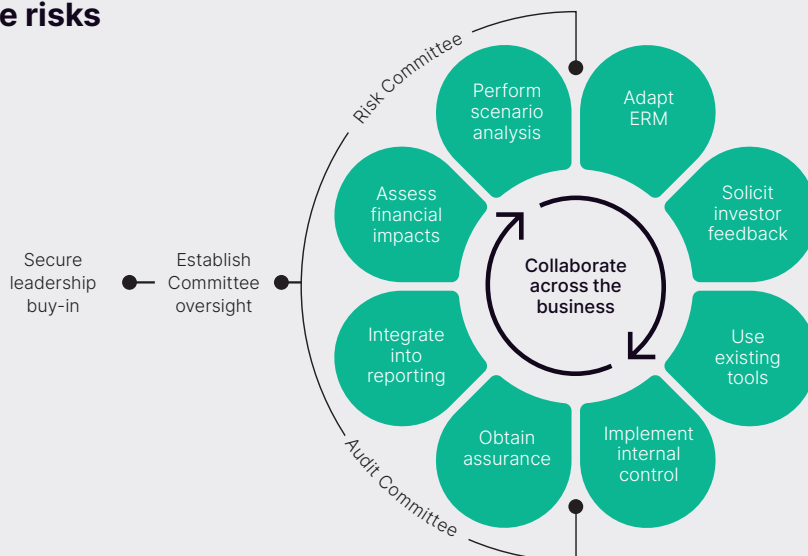 e risks
Risk Committee
Perform
scenario
analysis
Adapt
ERM
Assess
financial
impacts
Solicit
investor
feedback
Secure
leadership
buy-in
Establish
Committee
oversight
Collaborate
across the
business
Integrate
into
reporting
Use
existing
tools
Obtain
assurance
Implement
internal
control
Audit Committee